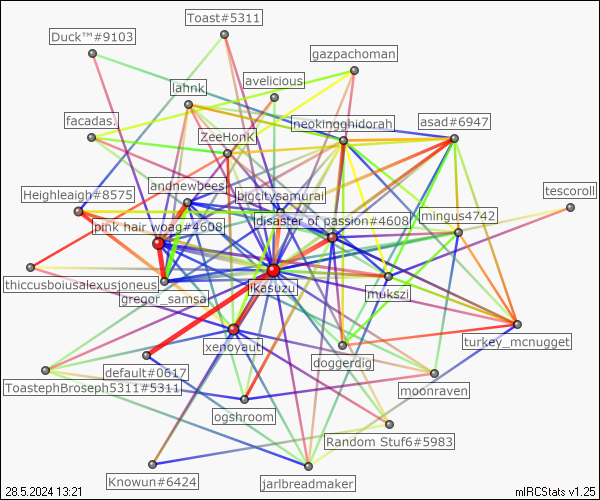 Toast#5311
Duck™#9103
gazpachoman
lahnk
avelicious
facadas.
neokingghidorah
asad#6947
ZeeHonk
Heighleaigh#8575
andnewbees
bigcitysamurai
tescoroll
pink hair woag#4608
disaster of passion#4608
mingus4742
thiccusboiusalexusjoneus
gregor_samsa
ikasuzu
mukszi
xenoyaut
doggerdig
turkey_mcnugget
default#0617
ToastephBroseph5311#5311
moonraven
ogshroom
Random Stuf6#5983
Knowun#6424
jarlbreadmaker
28.5.2024 13:21
mIRCStats v1.25